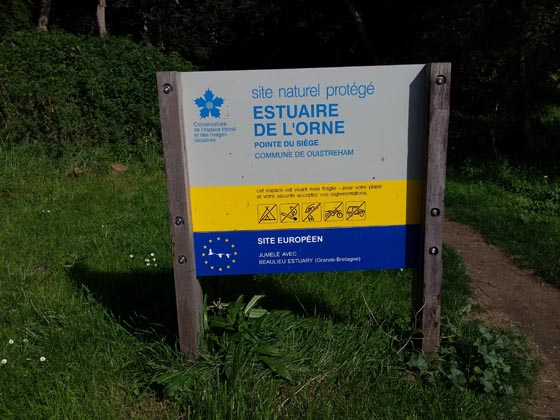 site naturel protégé
ESTUAIRE
DE L'ORNE
POINTE DU SIÈGE
COMMUNE DE OUISTREHAM
Conservatoire
de l'espace littoral
et des rivages
lacustres
cet espace est vivant mais fragile - pour votre plaisir
et votre sécurité acceptez ces réglementations.
SITE EUROPÉEN
JUMELÉ AVEC
BEAULIEU ESTUARY (Grande-Bretagne)